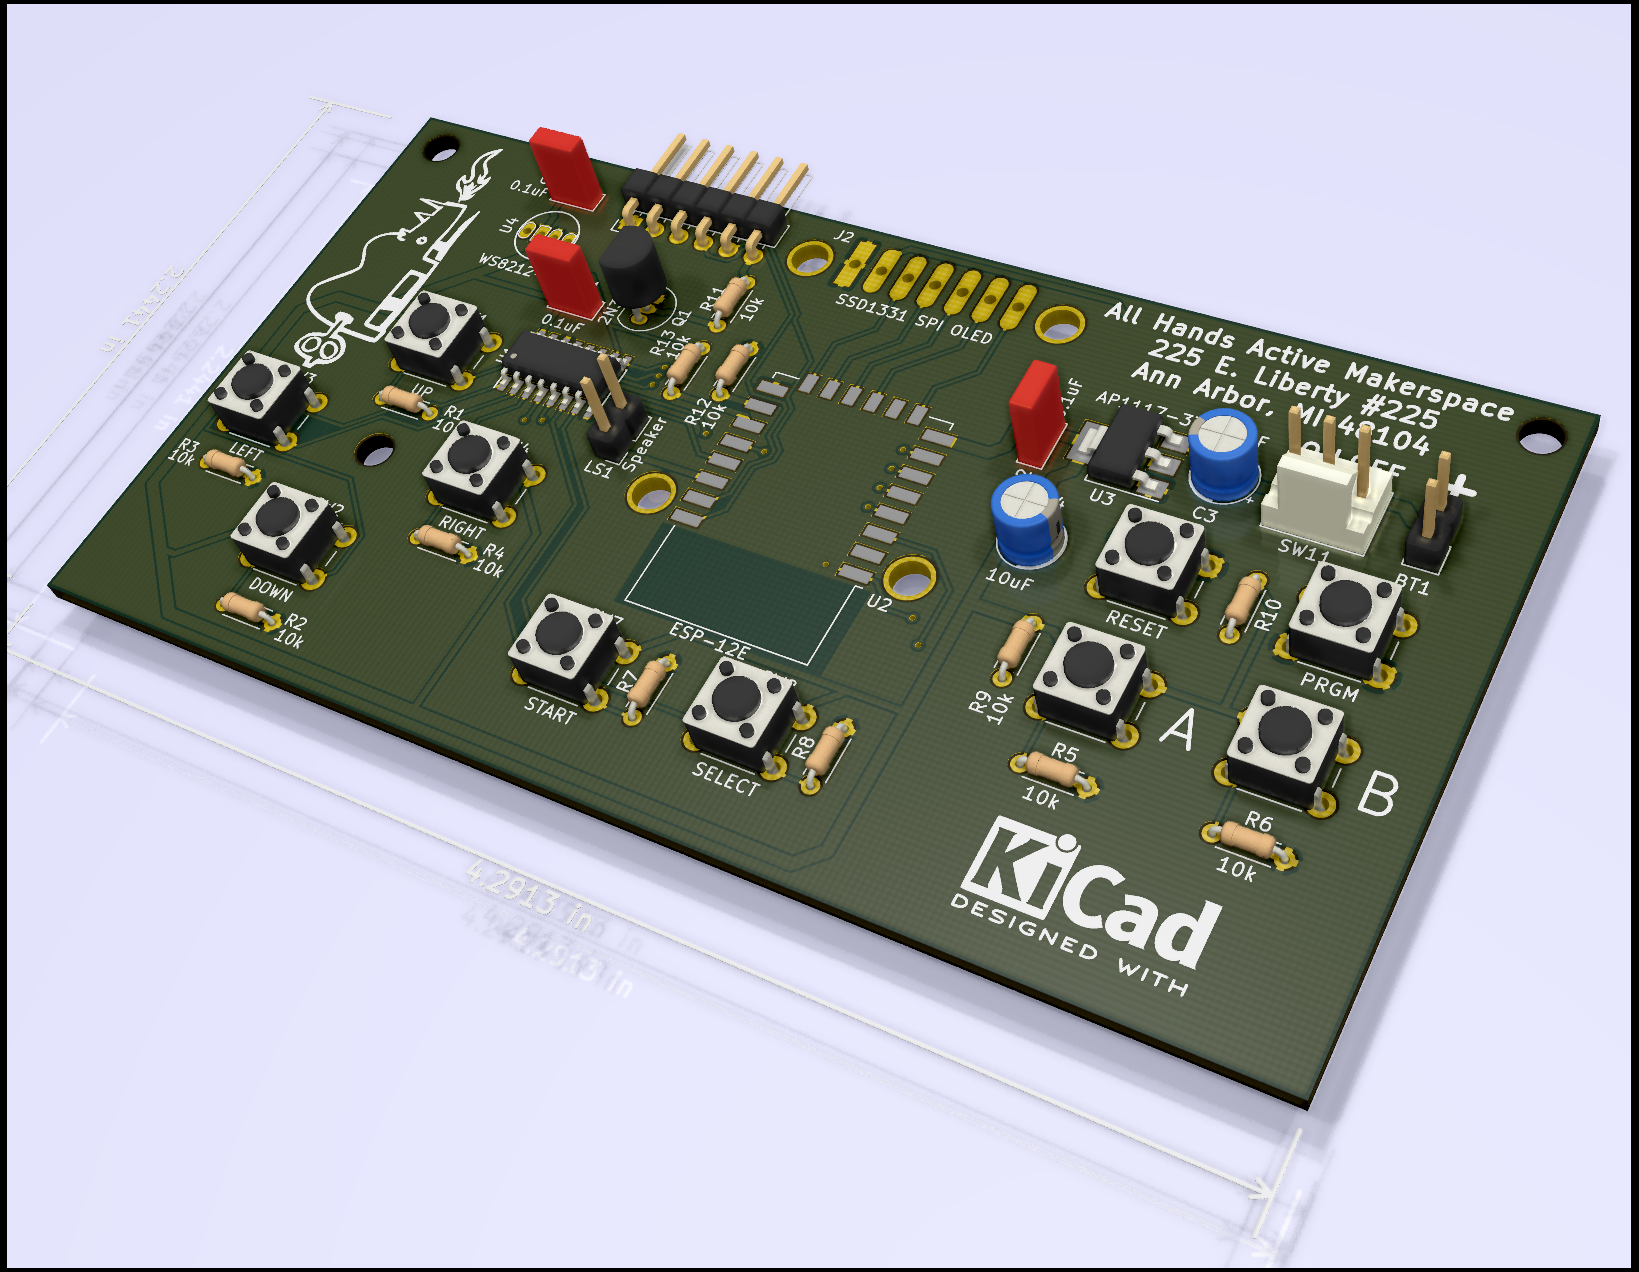 0.1uF
U4
WS8212
0.1uF
2N7
Q1
R11
10k
J2
SSD1331 SPI OLED
All Hands Active Makerspace
225 E. Liberty #225
Ann Arbor, MI 48104
R13
10k
R12
10k
UP
R1
LEFT
R3
10k
RIGHT
R4
10k
DOWN
R2
10k
LS1
Speaker
ESP-12E
U2
START
R7
SELECT
R8
AP1117-3
U3
10uF
C3
SW11
+
BT1
RESET
R10
PRGM
R9
10k
A
R5
10k
B
R6
10k
KiCad
DESIGNED WITH
4.2913 in